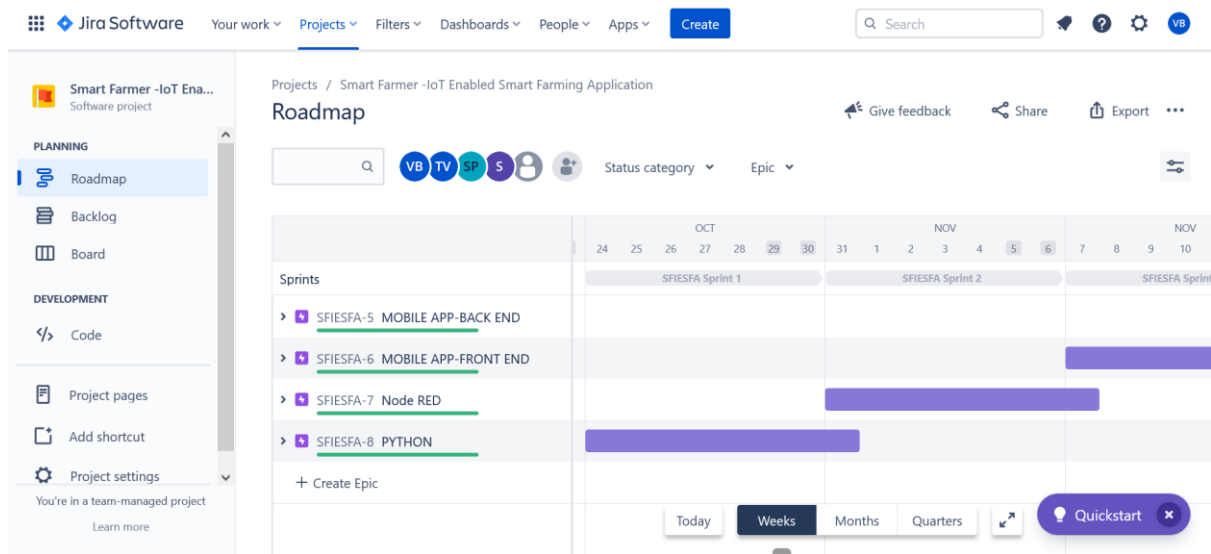 Jira Software Your work Projects Filters Dashboards People Apps Create Search VB
Smart Farmer -IoT Ena...
Software project
PLANNING
Roadmap
Backlog
Board
DEVELOPMENT
Code
Project pages
Add shortcut
Project settings
You're in a team-managed project
Learn more
Projects / Smart Farmer -IoT Enabled Smart Farming Application
Roadmap
Give feedback Share Export
VB TV SP S Status category Epic
OCT NOV NOV
24 25 26 27 28 29 30 31 1 2 3 4 5 6 7 8 9 10
Sprints SFIESFA Sprint 1 SFIESFA Sprint 2 SFIESFA Sprint
SFIESFA-5 MOBILE APP-BACK END
SFIESFA-6 MOBILE APP-FRONT END
SFIESFA-7 Node RED
SFIESFA-8 PYTHON
+ Create Epic
Today Weeks Months Quarters
Quickstart